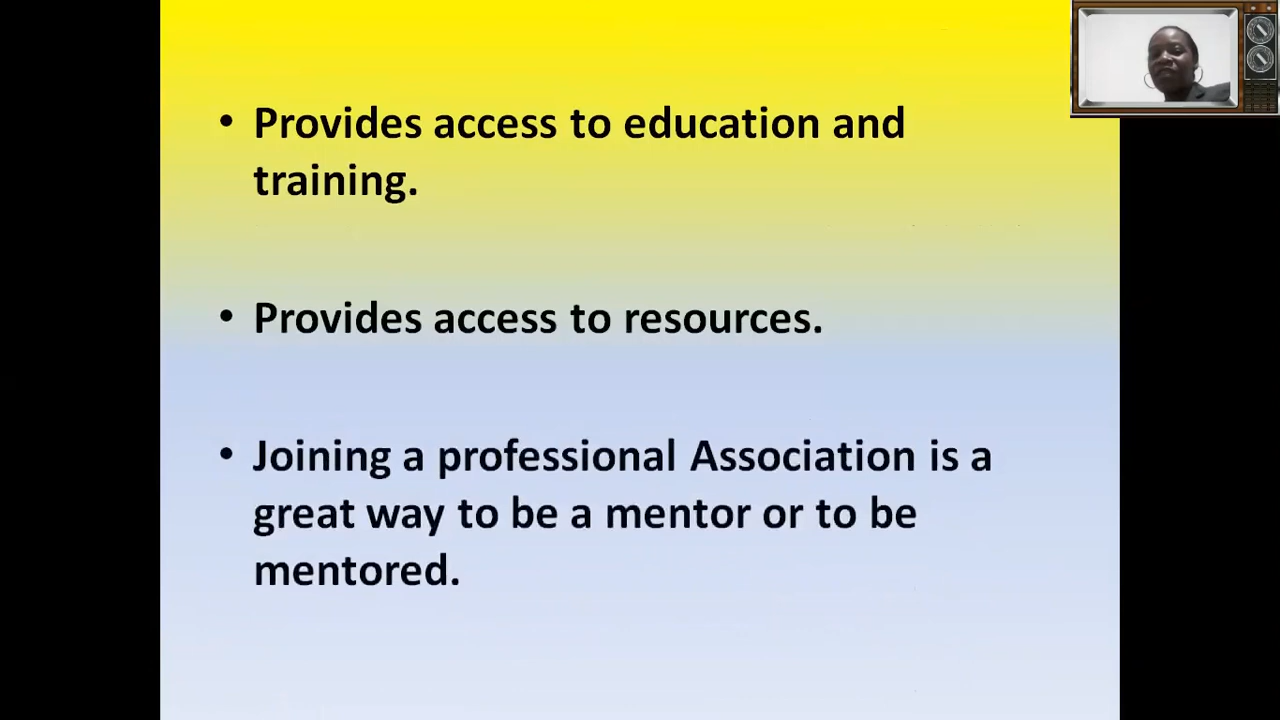 • Provides access to education and
training.
• Provides access to resources.
• Joining a professional Association is a
great way to be a mentor or to be
mentored.